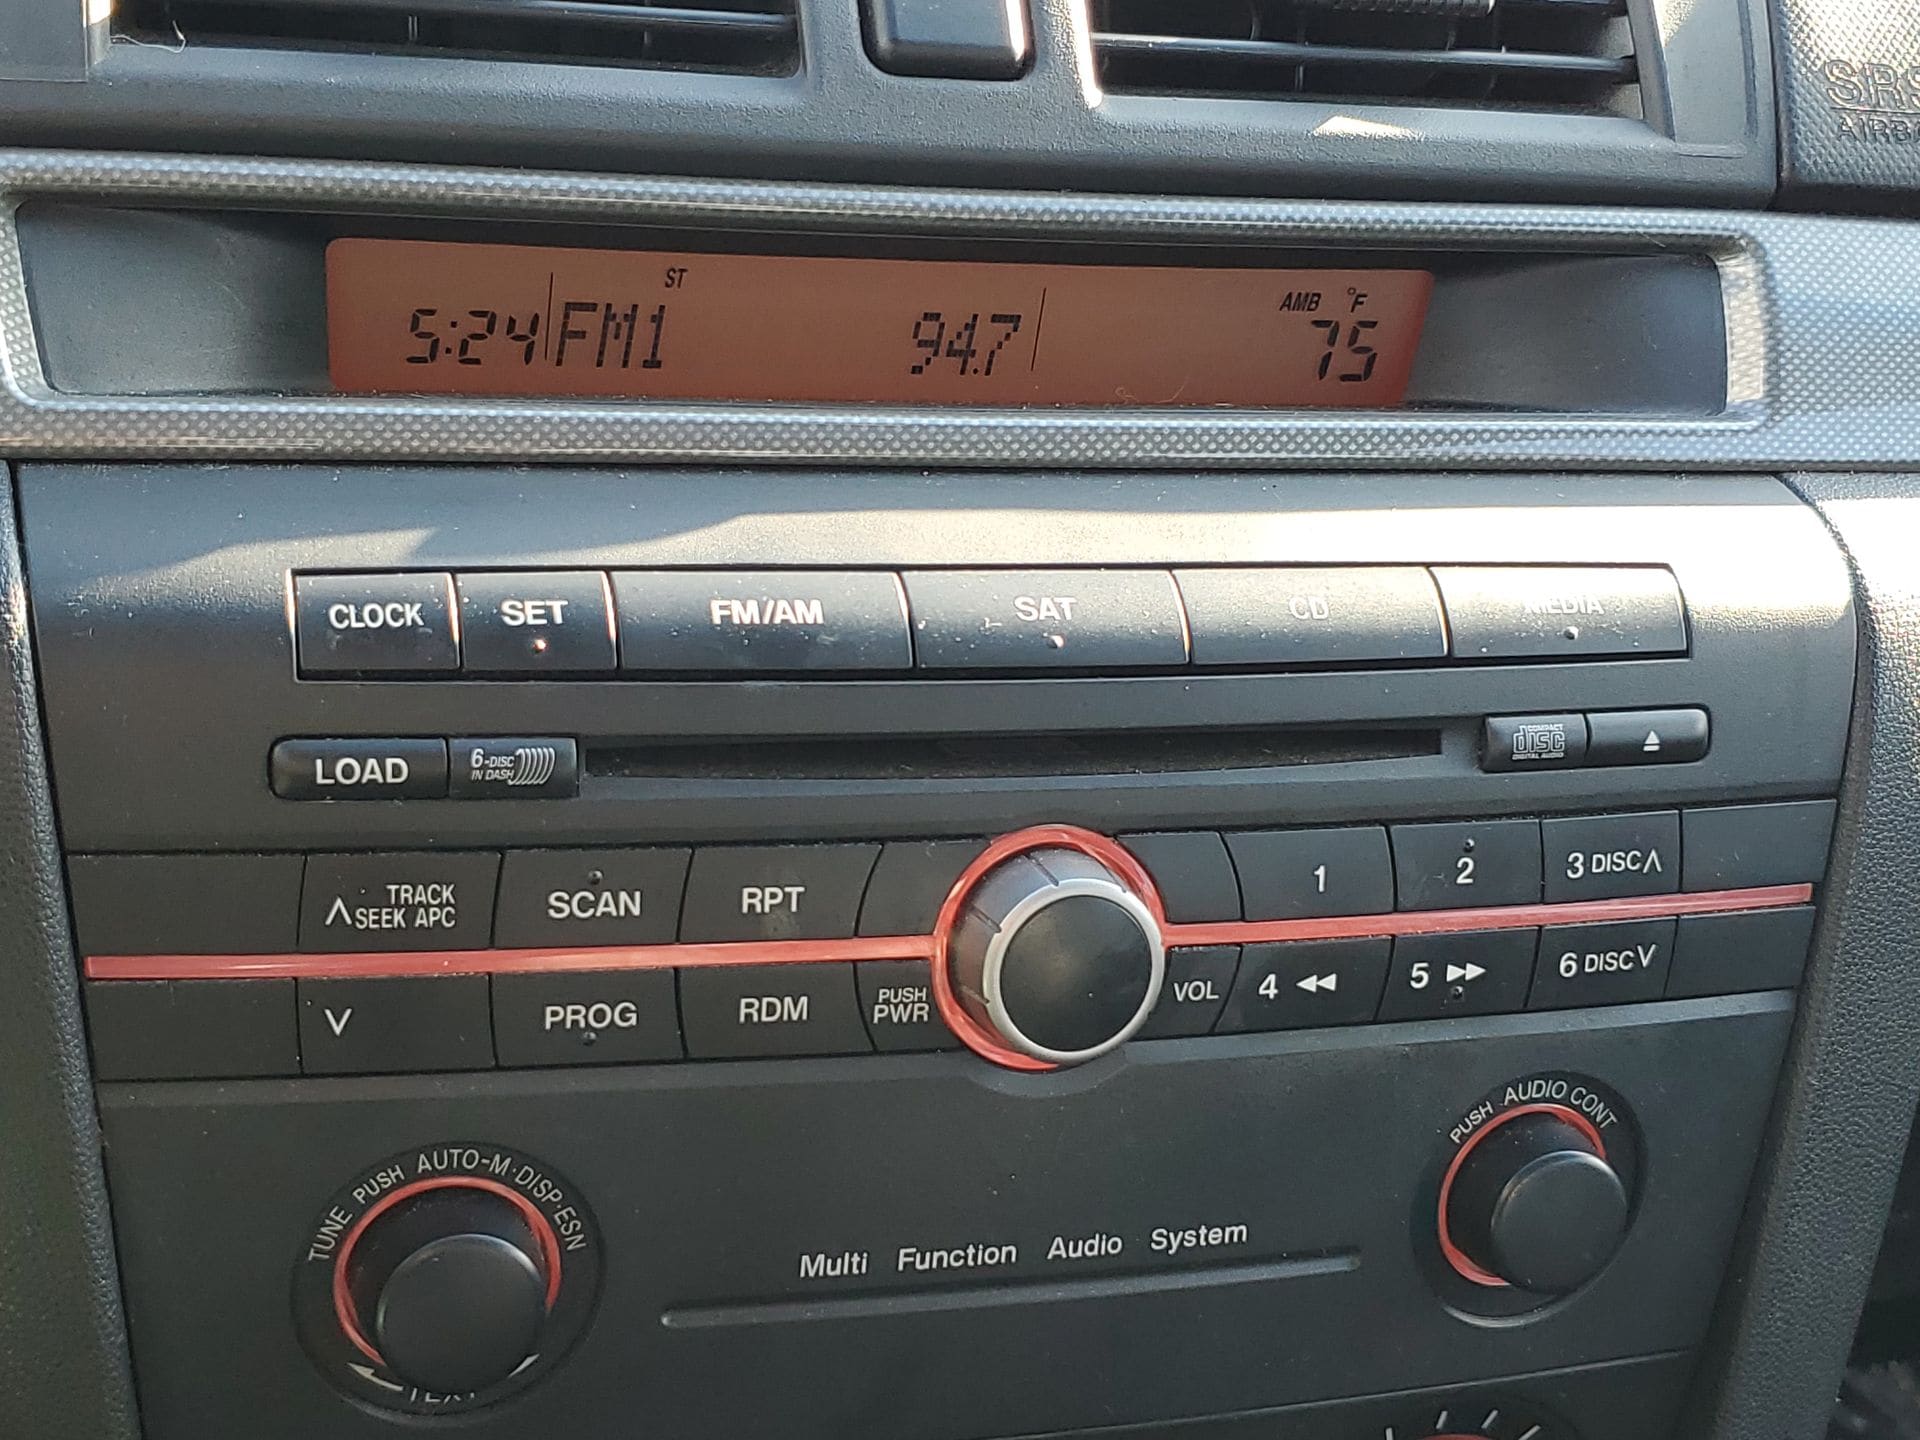 SRS
AIRBA
ST
AMB °F
5:24 FM1 94.7 75
CLOCK SET FM/AM SAT CD MEDIA
LOAD 6-DISC IN DASH COMPACT disc DIGITAL AUDIO
TRACK
SEEK APC SCAN RPT 1 2 3 DISC
PROG RDM PUSH PWR VOL 4 5 6 DISC
TUNE PUSH AUTO-M·DISP·ESN
PUSH AUDIO CONT
Multi Function Audio System
TEXT